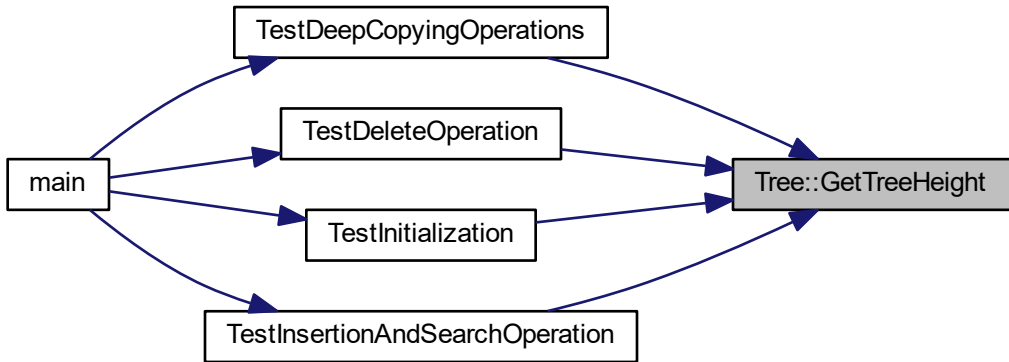 TestDeepCopyingOperations
TestDeleteOperation
main
Tree::GetTreeHeight
TestInitialization
TestInsertionAndSearchOperation